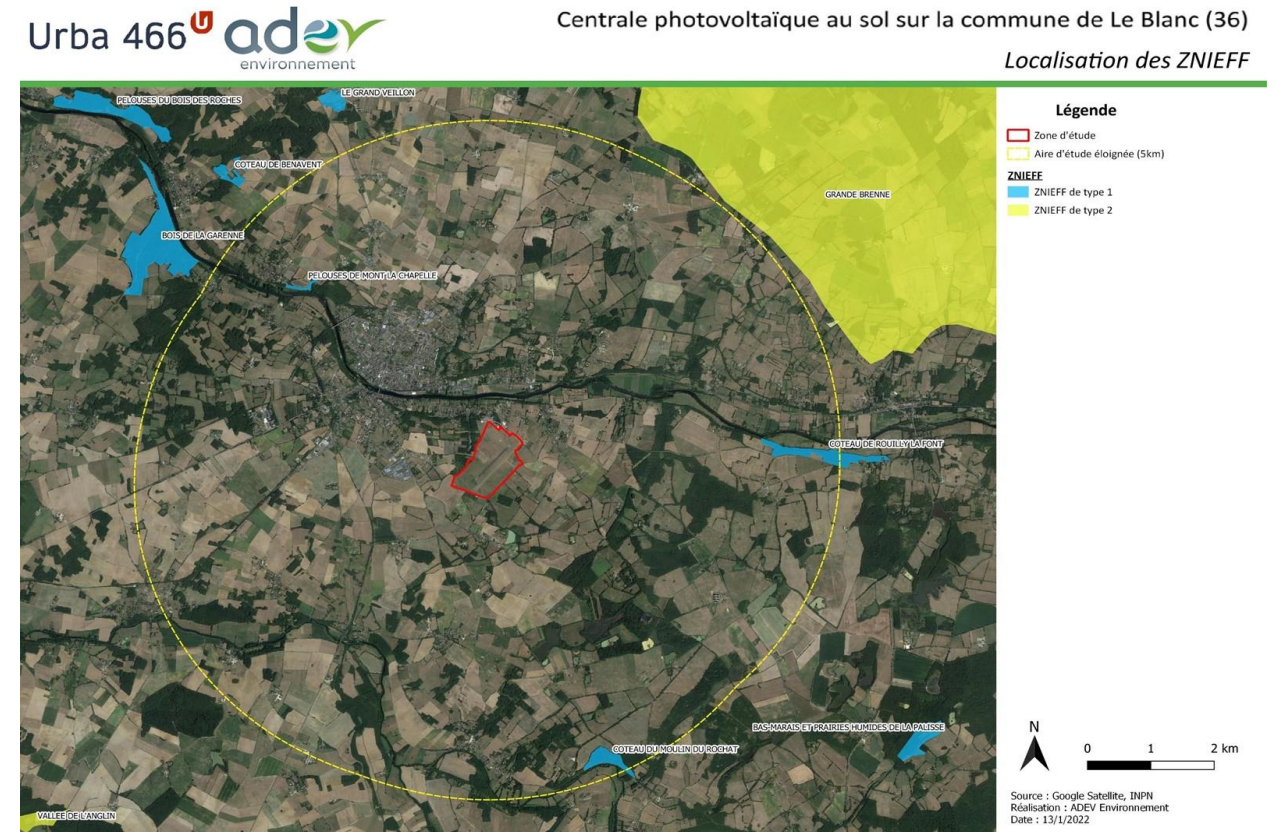 Urba 466
U
adev
environnement
Centrale photovoltaïque au sol sur la commune de Le Blanc (36)
Localisation des ZNIEFF
PELOUSES DU BOIS DES ROCHES
LE GRAND VEILLON
COTEAU DE BENAVENT
GRANDE BRENNE
BOIS DE LA GARENNE
PELOUSES DE MONT LA CHAPELLE
COTEAU DE ROUILLY LA FONT
BAS-MARAIS ET PRAIRIES HUMIDES DE LA PALISSE
COTEAU DU MOULIN DU ROCHAT
VALLEE DE L'ANGLIN
Légende
Zone d'étude
Aire d'étude éloignée (5km)
ZNIEFF
ZNIEFF de type 1
ZNIEFF de type 2
N
0 1 2 km
Source : Google Satellite, INPN
Réalisation : ADEV Environnement
Date : 13/1/2022